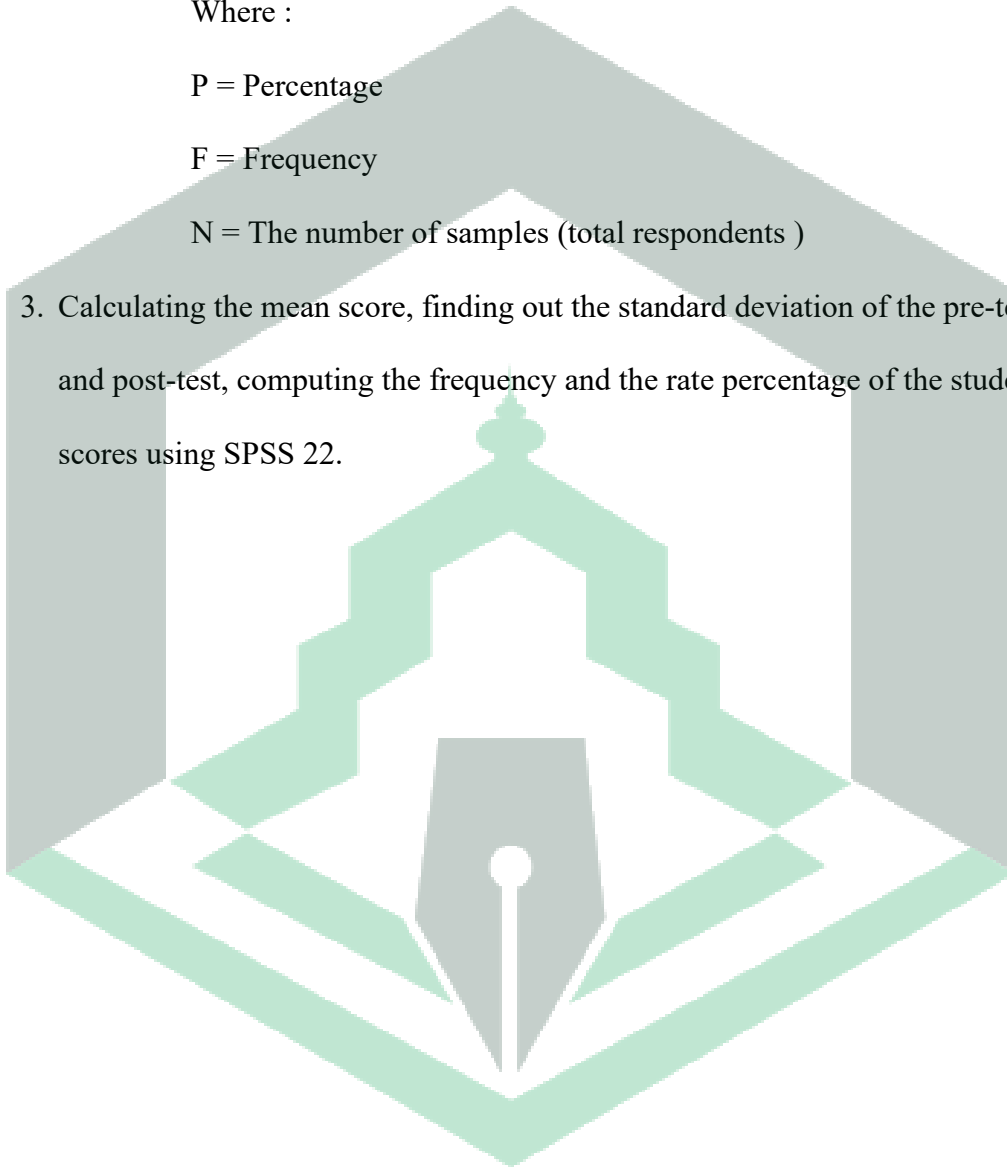 Where :
P = Percentage
F = Frequency
N = The number of samples (total respondents )
3. Calculating the mean score, finding out the standard deviation of the pre-t
and post-test, computing the frequency and the rate percentage of the stud
scores using SPSS 22.